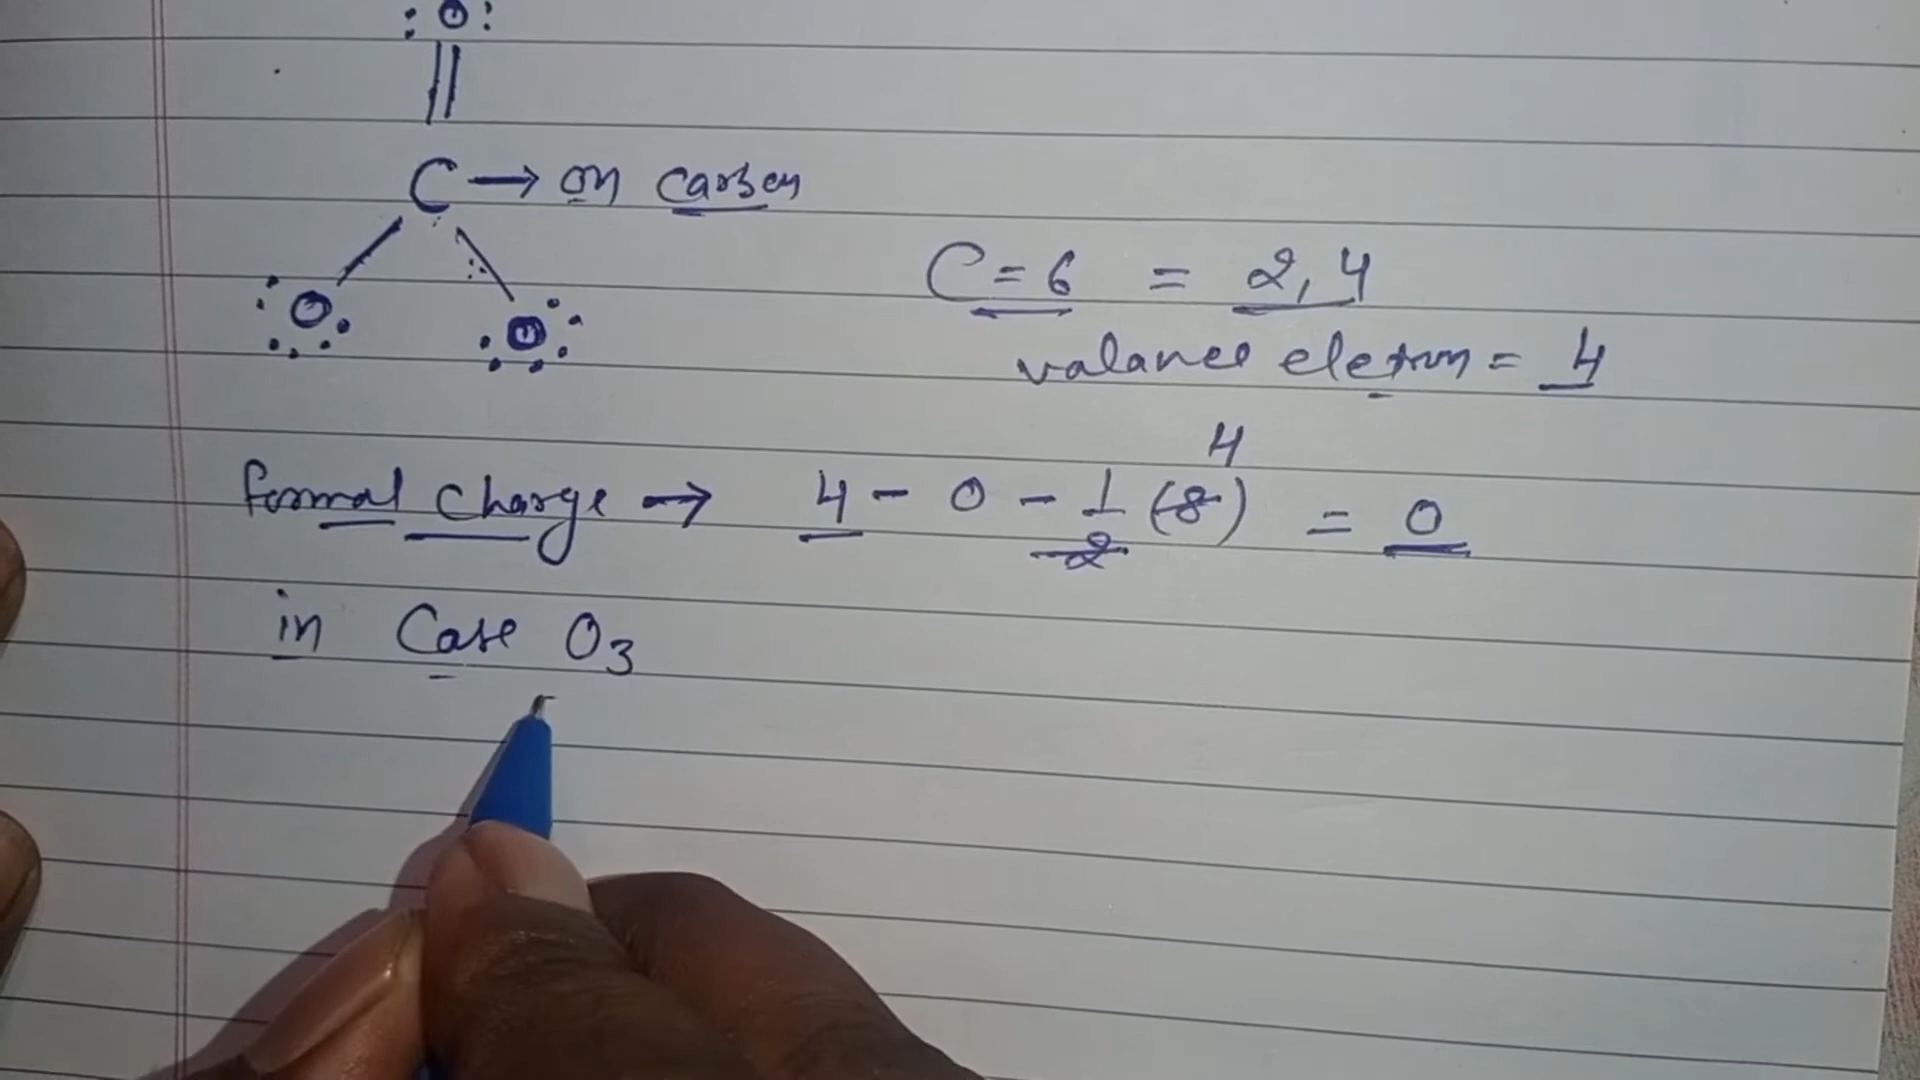 :O:
||
C → on carbon
O O
C = 6 = 2, 4
valance eletron = 4
formal charge → 4 - 0 - 1/2 (8) 4 = 0
in Case O₃